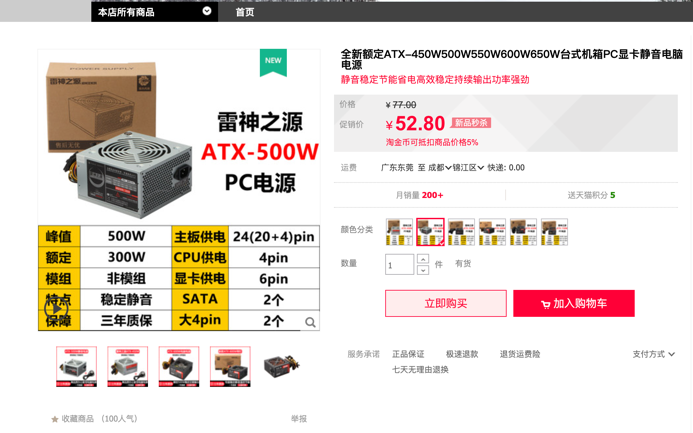 本店所有商品
首页
POWER SUPPLY
NEW
雷神之源
ATX-500W
PC电源
峰值 500W 主板供电 24(20+4)pin
额定 300W CPU供电 4pin
模组 非模组 显卡供电 6pin
特点 稳定静音 SATA 2个
保障 三年质保 大4pin 2个
收藏商品 （100人气）
举报
全新额定ATX-450W500W550W600W650W台式机箱PC显卡静音电脑
电源
静音稳定节能省电高效稳定持续输出功率强劲
价格 ¥ 77.00
促销价 ¥ 52.80 新品秒杀
淘金币可抵扣商品价格5%
运费 广东东莞 至 成都 锦江区 快递: 0.00
月销量 200+ 送天猫积分 5
颜色分类
数量 1 件 有货
立即购买 加入购物车
服务承诺 正品保证 极速退款 退货运费险 支付方式
七天无理由退换